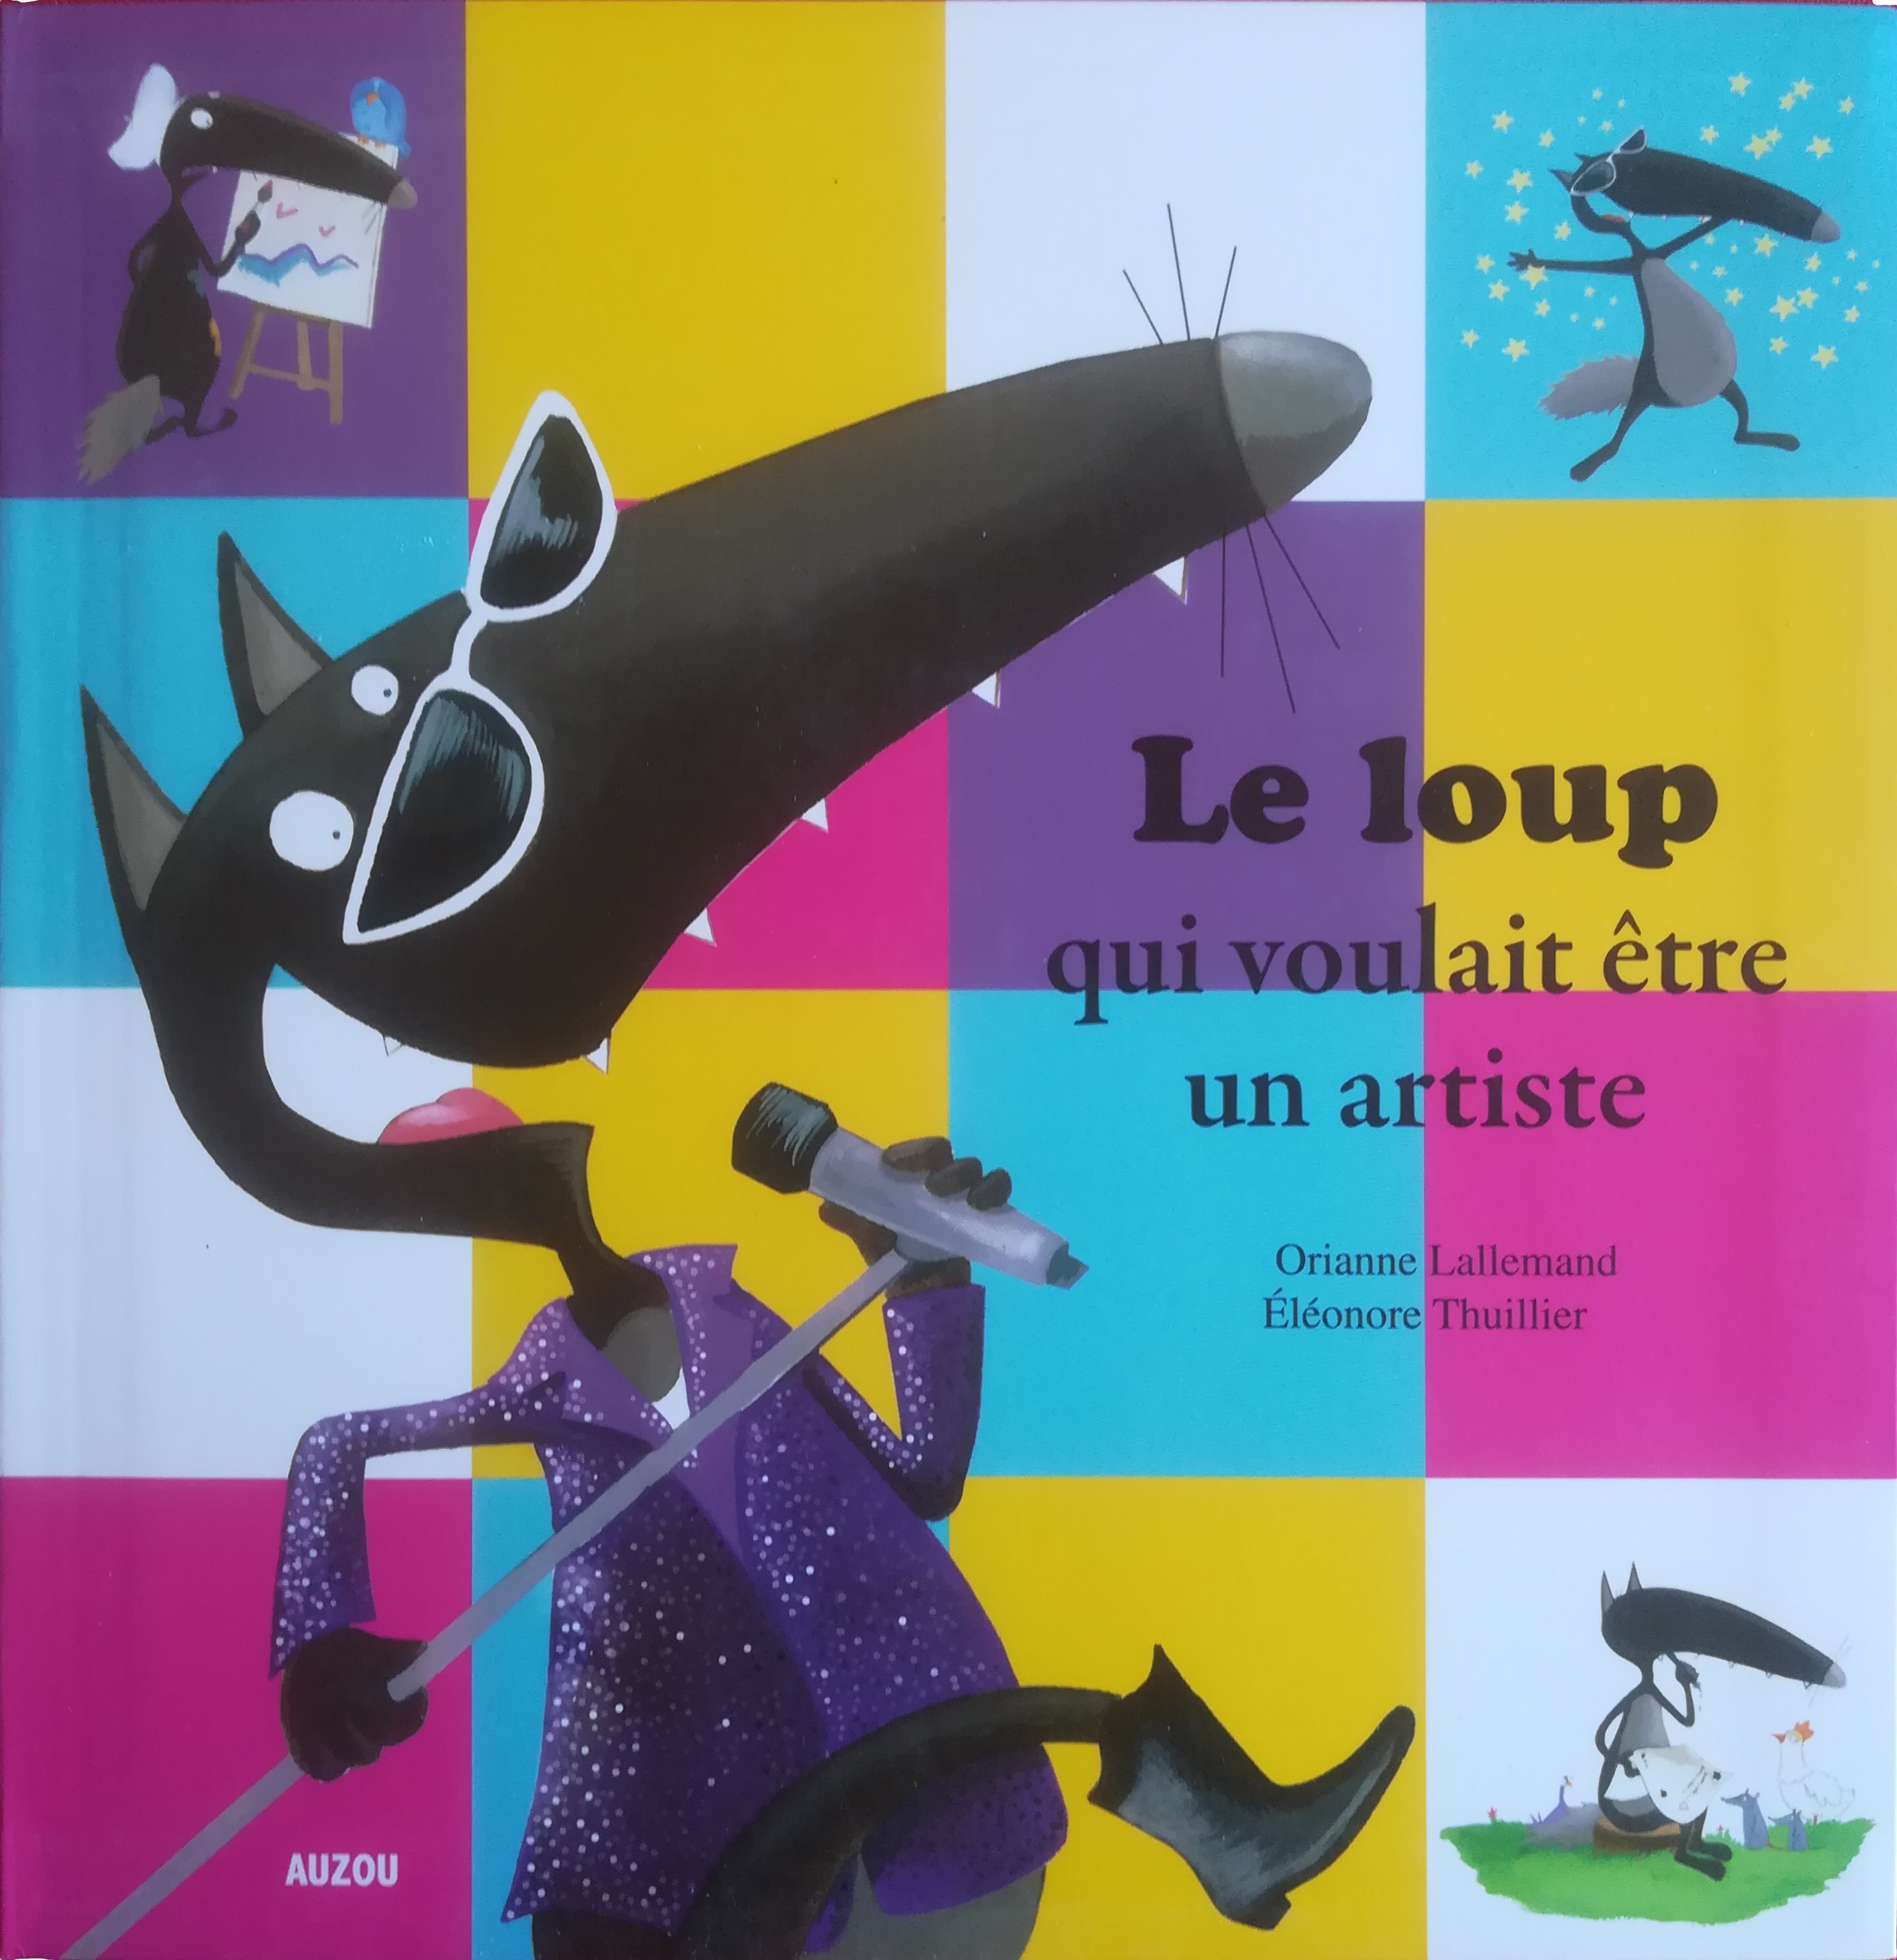 Le loup
qui voulait être
un artiste
Orianne Lallemand
Éléonore Thuillier
AUZOU